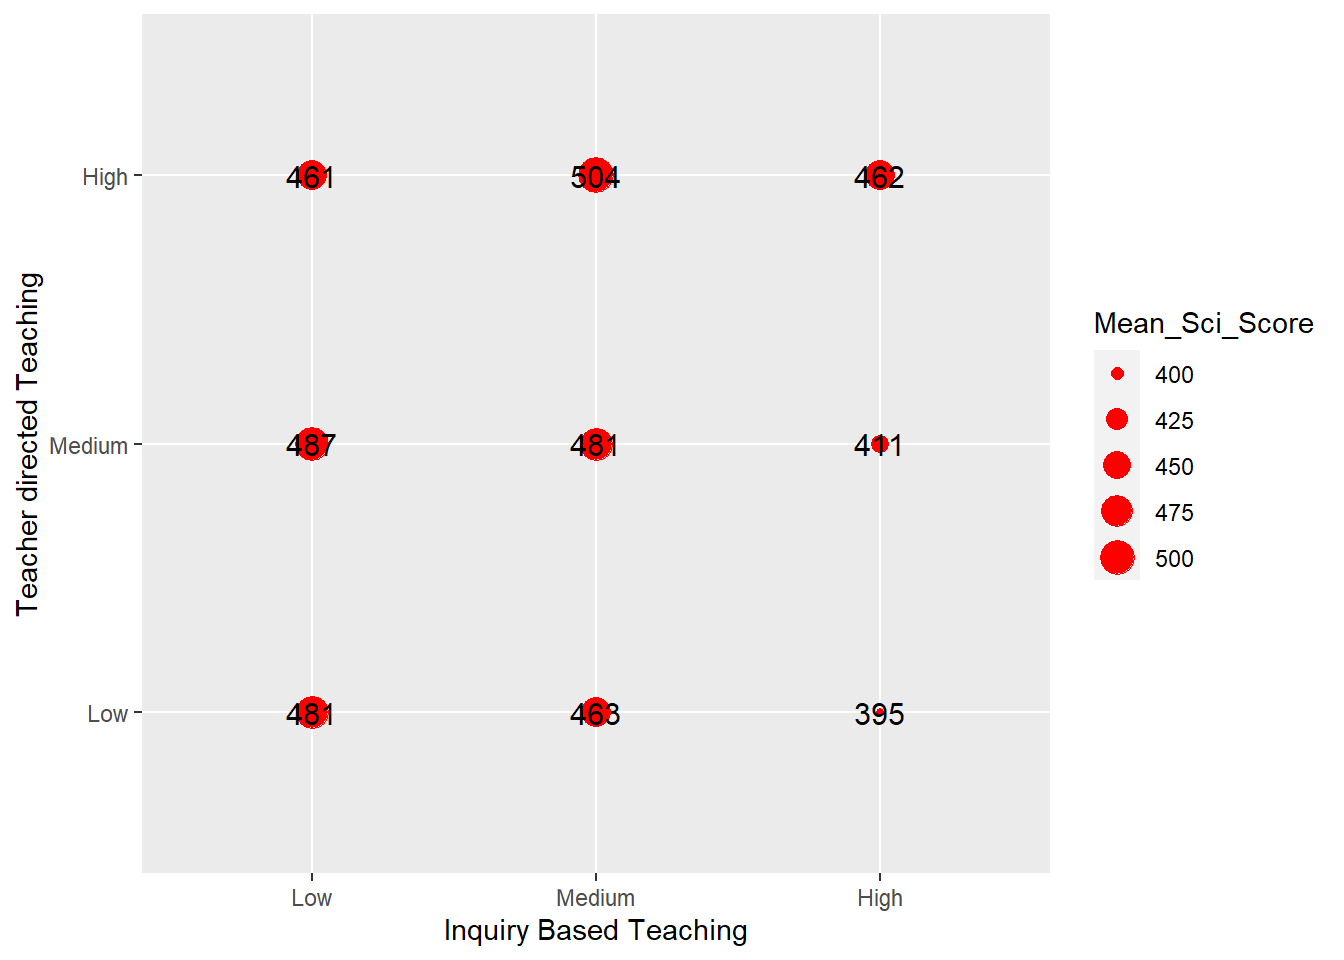 High
461
504
462
Medium
487
481
411
Low
481
463
395
Low
Medium
High
Inquiry Based Teaching
Teacher directed Teaching
Mean_Sci_Score
400
425
450
475
500